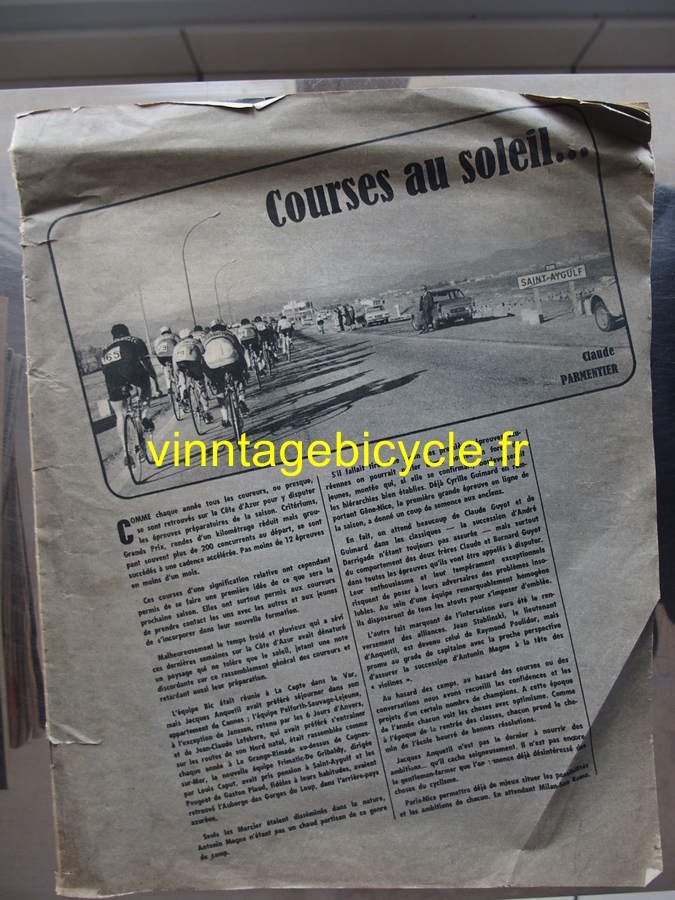 Courses au soleil...
SAINT-AYGULF
165
Claude
PARMENTIER
vinntagebicycle.fr
COMME chaque année tous les coureurs, ou presque,
se sont retrouvés sur la Côte d'Azur pour y disputer
les épreuves préparatoires de la saison. Critériums,
Grands Prix, rondes d'un kilométrage réduit mais grou-
pant souvent plus de 200 concurrents au départ, se sont
succédés à une cadence accélérée. Pas moins de 12 épreuves
en moins d'un mois.
Ces courses d'une signification relative ont cependant
permis de se faire une première idée de ce que sera la
prochaine saison. Elles ont surtout permis aux coureurs
de prendre contact les uns avec les autres et aux jeunes
de s'incorporer dans leur nouvelle formation.
Malheureusement le temps froid et pluvieux qui a sévi
ces dernières semaines sur la Côte d'Azur avait dénaturé
un paysage qui ne tolère que le soleil, jetant une note
discordante sur ce rassemblement général des coureurs et
retardant aussi leur préparation.
L'équipe Bic était réunie à La Capte dans le Var,
mais Jacques Anquetil avait préféré séjourner dans son
appartement de Cannes ; l'équipe Pelforth-Sauvage-Lejeune,
à l'exception de Janssen, retenu par les 6 Jours d'Anvers,
et de Jean-Claude Lefebvre, qui avait préféré s'entraîner
sur les routes de son Nord natal, était rassemblée comme
chaque année à La Grange-Rimade au-dessus de Cagnes-
sur-Mer, la nouvelle équipe Frimatic-De Gribaldy, dirigée
par Louis Caput, avait pris pension à Saint-Aygulf et les
Peugeot de Gaston Plaud, fidèles à leurs habitudes, avaient
retrouvé l'Auberge des Gorges du Loup, dans l'arrière-pays
azuréen.
Seuls les Mercier étaient disséminés dans la nature,
Antonin Magne n'étant pas un chaud partisan de ce genre
de camp.
S'il fallait tirer
réennes on pourrait
jeunes, montée qui, si elle se confirme,
les hiérarchies bien établies. Déjà Cyrille Guimard en rem-
portant Gêne-Nice, la première grande épreuve en ligne de
la saison, a donné un coup de semonce aux anciens.
En fait, on attend beaucoup de Claude Guyot et de
Guimard dans les classiques — la succession d'André
Darrigade n'étant toujours pas assurée — mais surtout
du comportement des deux frères Claude et Bernard Guyot
dans toutes les épreuves qu'ils vont être appelés à disputer.
Leur enthousiasme et leur tempérament exceptionnels
risquent de poser à leurs adversaires des problèmes inso-
lubles. Au sein d'une équipe remarquablement homogène
ils disposeront de tous les atouts pour s'imposer d'emblée.
L'autre fait marquant de l'intersaison aura été le ren-
versement des alliances. Jean Stablinski, le lieutenant
d'Anquetil, est devenu celui de Raymond Poulidor, mais
promu au grade de capitaine avec la proche perspective
d'assurer la succession d'Antonin Magne à la tête des
« violines ».
Au hasard des camps, au hasard des courses ou des
conversations nous avons recueilli les confidences et les
projets d'un certain nombre de champions. A cette époque
de l'année chacun voit les choses avec optimisme. Comme
à l'époque de la rentrée des classes, chacun prend le che-
min de l'école bourré de bonnes résolutions.
Jacques Anquetil n'est pas le dernier à nourrir des
ambitions... qu'il cache soigneusement. Il n'est pas encore
le gentleman-farmer que l'on annonce déjà désintéressé des
choses du cyclisme.
Paris-Nice permettra déjà de mieux situer les possibilités
et les ambitions de chacun. En attendant Milan-San Remo.